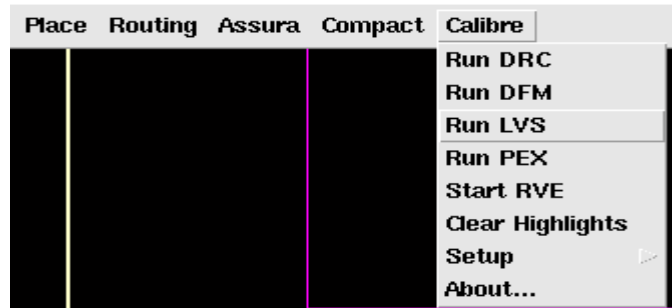 Place Routing Assura Compact Calibre
Run DRC
Run DFM
Run LVS
Run PEX
Start RVE
Clear Highlights
Setup
About...